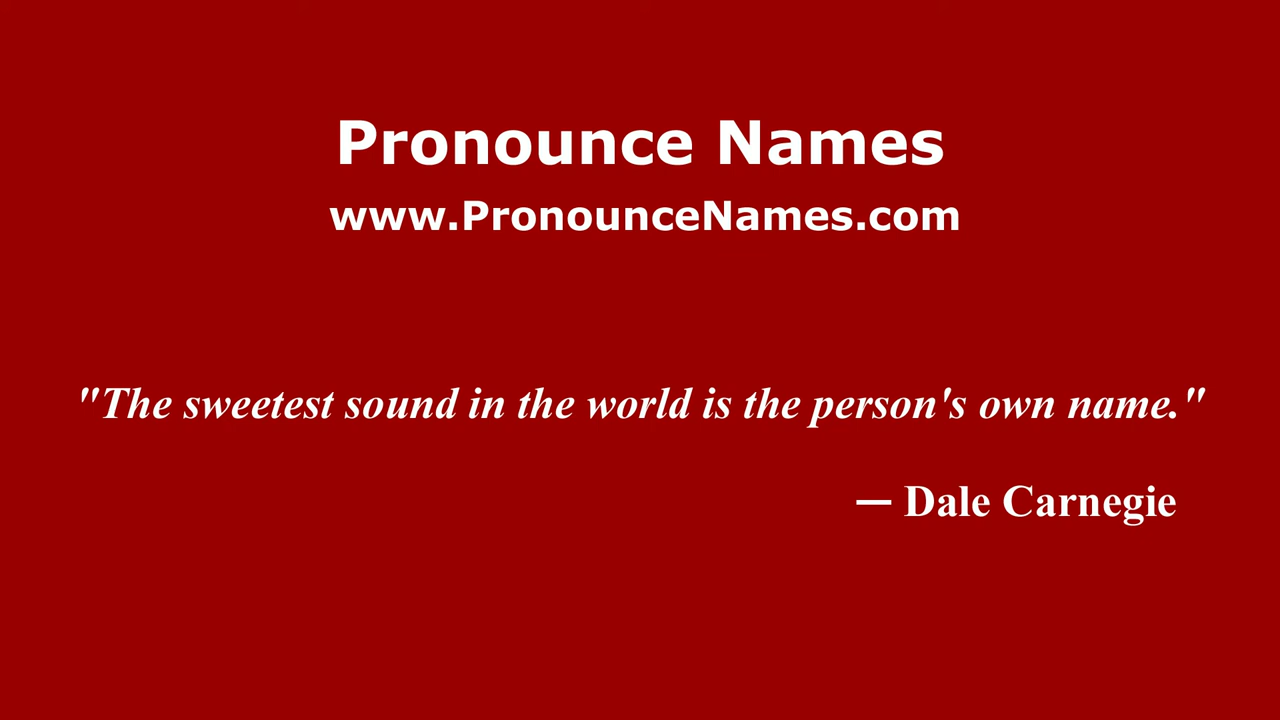 Pronounce Names
www.PronounceNames.com
"The sweetest sound in the world is the person's own name."
— Dale Carnegie